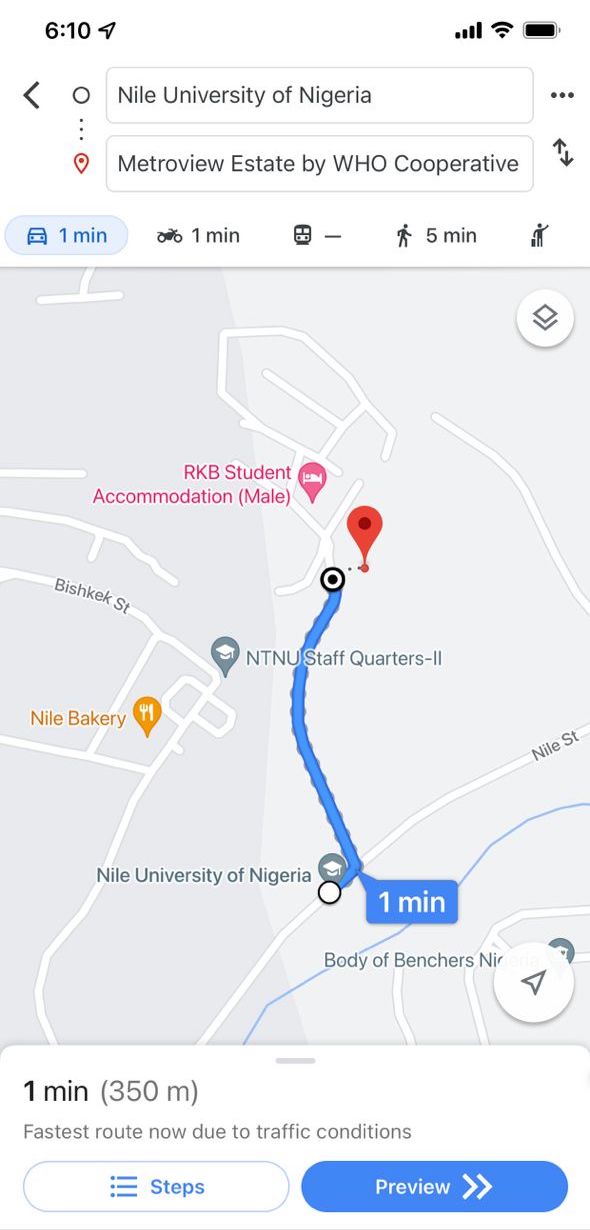 6:10
Nile University of Nigeria
Metroview Estate by WHO Cooperative
1 min
1 min
—
5 min
RKB Student
Accommodation (Male)
Bishkek St
NTNU Staff Quarters-II
Nile Bakery
Nile St
Nile University of Nigeria
1 min
Body of Benchers Nigeria
1 min (350 m)
Fastest route now due to traffic conditions
Steps
Preview